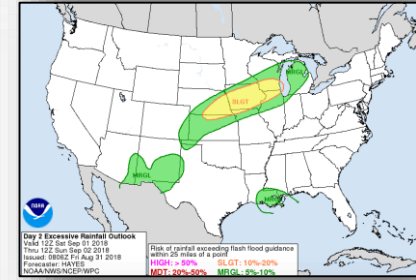 MRGL
SLGT
MRGL
MRGL
NOAA
Day 2 Excessive Rainfall Outlook
Valid 12Z Sat Sep 01 2018
Thru 12Z Sun Sep 02 2018
Issued: 0806Z Fri Aug 31 2018
Forecaster: HAYES
NOAA/NWS/NCEP/WPC
Risk of rainfall exceeding flash flood guidance
within 25 miles of a point
HIGH: > 50% SLGT: 10%-20%
MDT: 20%-50% MRGL: 5%-10%